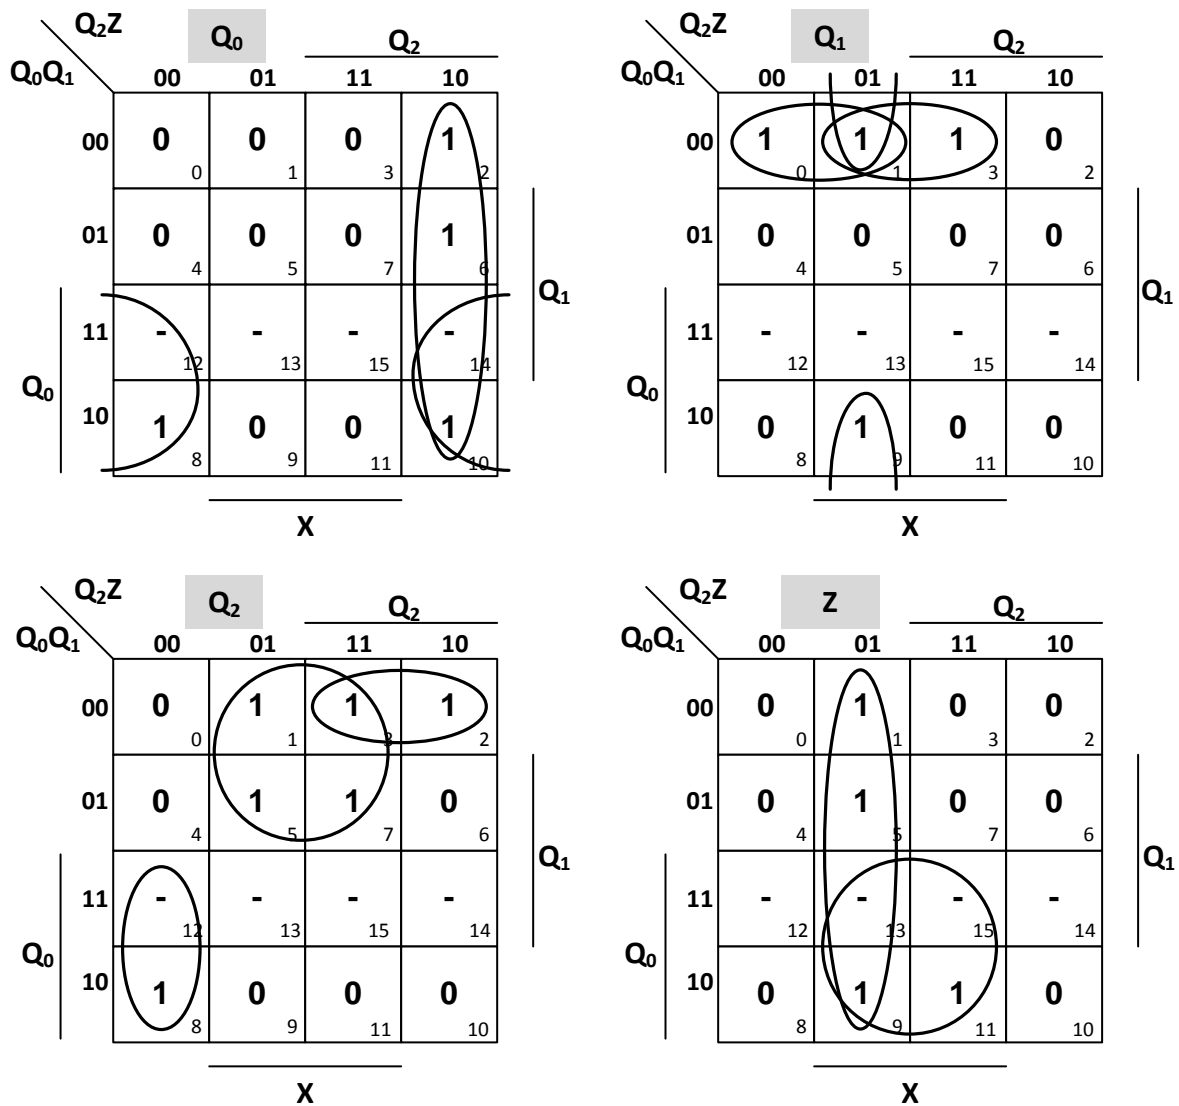 Q₂Z Q₀ Q₂
Q₀Q₁ 00 01 11 10
00 0 0 0 1
0 1 3 2
01 0 0 0 1
4 5 7 6
Q₁
11 - - - -
12 13 15 14
Q₀
10 1 0 0 1
8 9 11 10
X
Q₂Z Q₁ Q₂
Q₀Q₁ 00 01 11 10
00 1 1 1 0
0 1 3 2
01 0 0 0 0
4 5 7 6
Q₁
11 - - - -
12 13 15 14
Q₀
10 0 1 0 0
8 9 11 10
X
Q₂Z Q₂ Q₂
Q₀Q₁ 00 01 11 10
00 0 1 1 1
0 1 3 2
01 0 1 1 0
4 5 7 6
Q₁
11 - - - -
12 13 15 14
Q₀
10 1 0 0 0
8 9 11 10
X
Q₂Z Z Q₂
Q₀Q₁ 00 01 11 10
00 0 1 0 0
0 1 3 2
01 0 1 0 0
4 5 7 6
Q₁
11 - - - -
12 13 15 14
Q₀
10 0 1 1 0
8 9 11 10
X